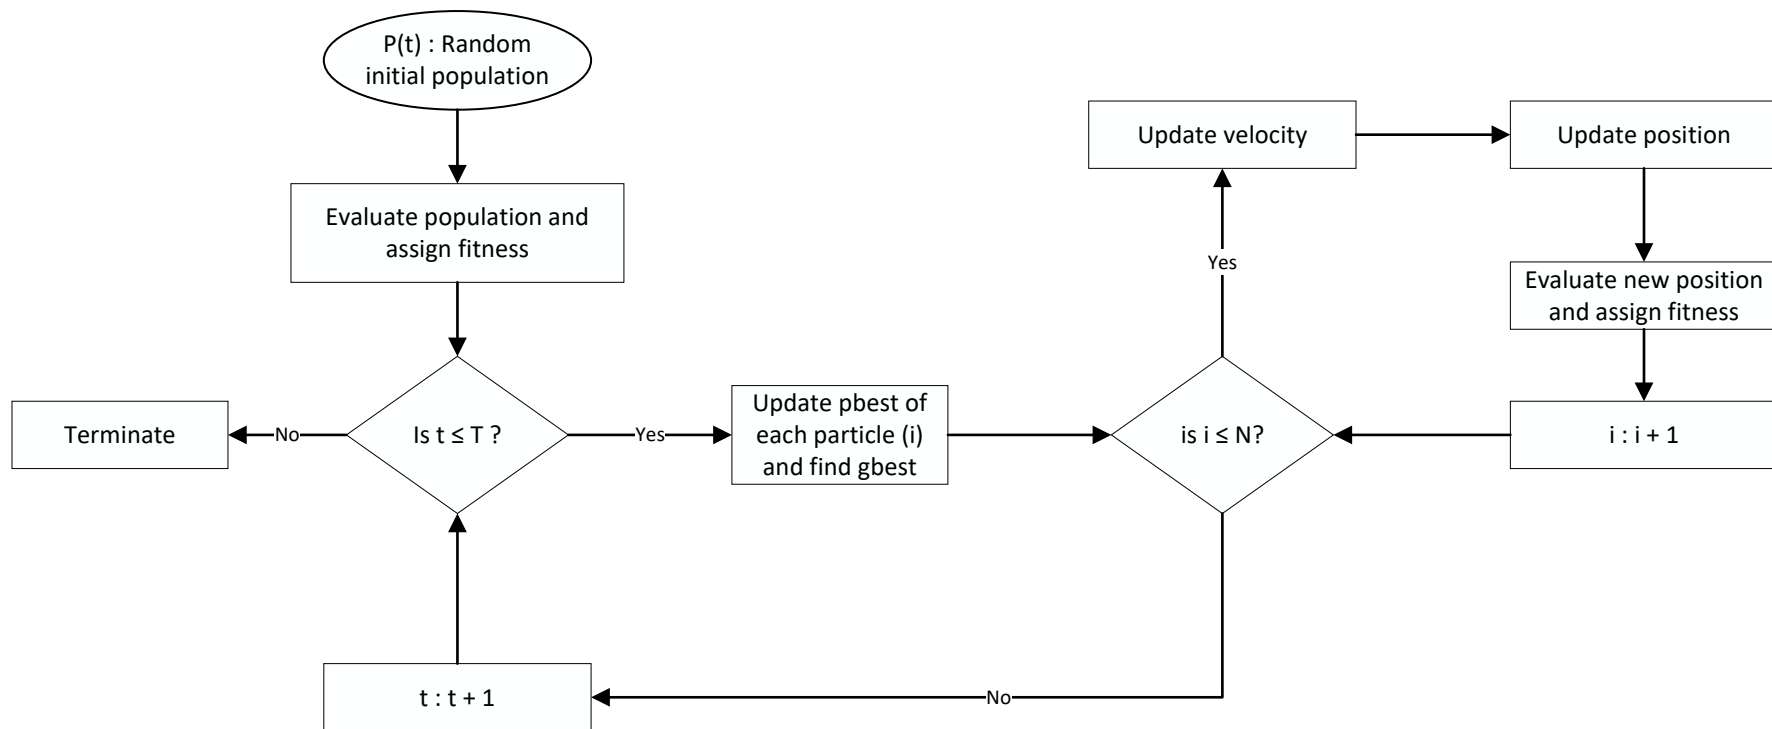 P(t) : Random
initial population
Evaluate population and
assign fitness
Is t ≤ T ?
No
Terminate
Yes
Update pbest of
each particle (i)
and find gbest
is i ≤ N?
Yes
Update velocity
Update position
Evaluate new position
and assign fitness
i : i + 1
No
t : t + 1